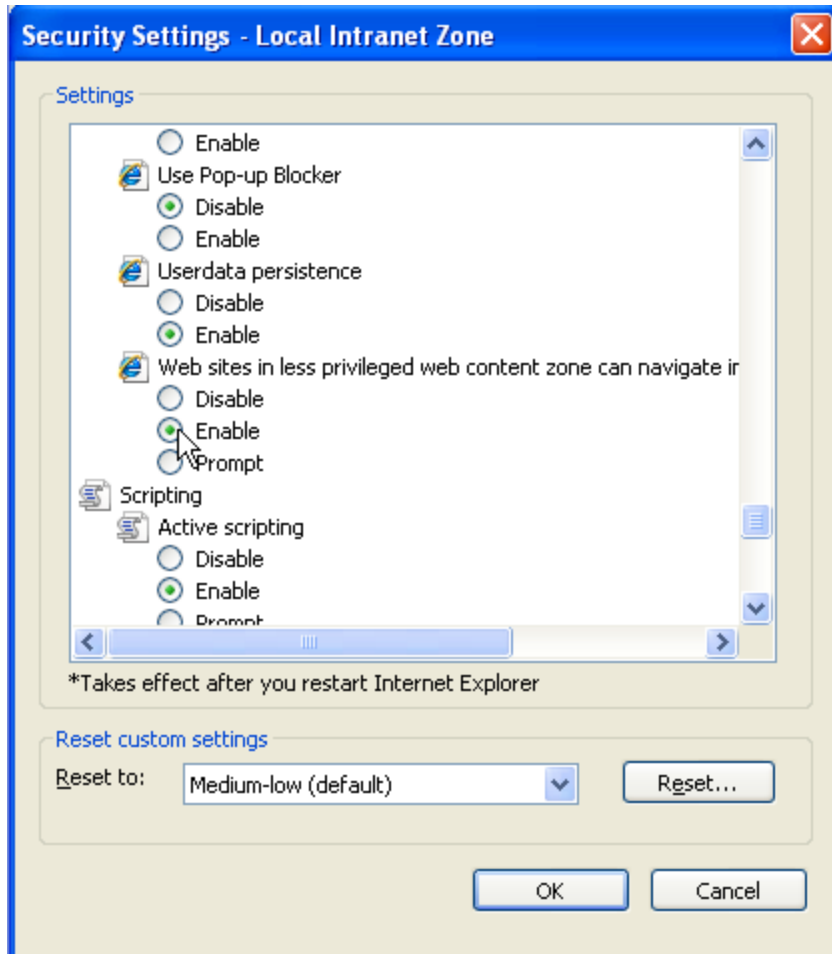 Security Settings - Local Intranet Zone
Settings
Enable
Use Pop-up Blocker
Disable
Enable
Userdata persistence
Disable
Enable
Web sites in less privileged web content zone can navigate ir
Disable
Enable
Prompt
Scripting
Active scripting
Disable
Enable
Prompt
*Takes effect after you restart Internet Explorer
Reset custom settings
Reset to: Medium-low (default) Reset...
OK Cancel